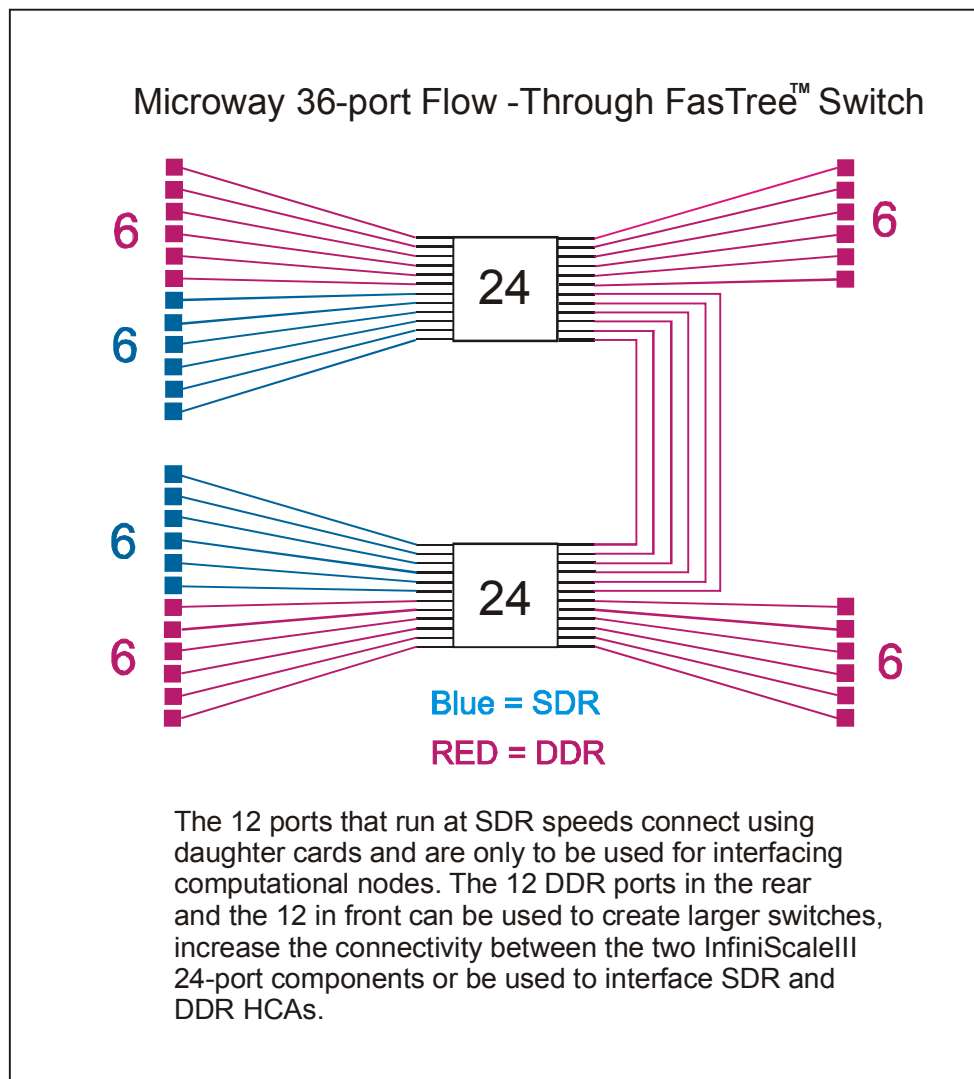 Microway 36-port Flow -Through FasTree™ Switch
6
6
24
6
6
6
24
6
Blue = SDR
RED = DDR
The 12 ports that run at SDR speeds connect using
daughter cards and are only to be used for interfacing
computational nodes. The 12 DDR ports in the rear
and the 12 in front can be used to create larger switches,
increase the connectivity between the two InfiniScaleIII
24-port components or be used to interface SDR and
DDR HCAs.